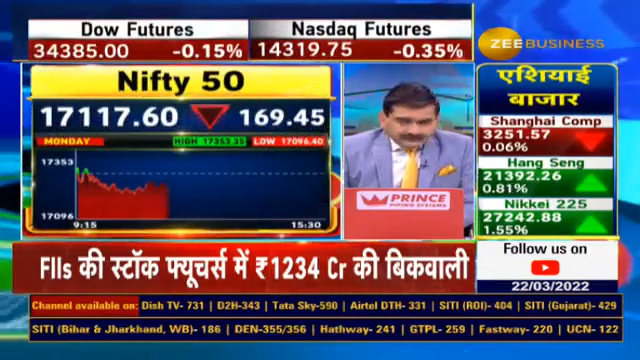 Dow Futures
34385.00 -0.15%
Nasdaq Futures
14319.75 -0.35%
ZEE BUSINESS
Nifty 50
17117.60 169.45
MONDAY HIGH 17353.35 LOW 17096.40
17353
17096
9:15 15:30
PRINCE
PIPING SYSTEMS
एशियाई
बाजार
Shanghai Comp
3251.57
0.06%
Hang Seng
21392.26
0.81%
Nikkei 225
27242.88
1.55%
Follow us on
22/03/2022
FIIs की स्टॉक फ्यूचर्स में ₹1234 Cr की बिकवाली
Channel available on: Dish TV- 731 | D2H-343 | Tata Sky-590 | Airtel DTH- 331 | SITI (ROI)- 404 | SITI (Gujarat)- 429
SITI (Bihar & Jharkhand, WB)- 186 | DEN-355/356 | Hathway- 241 | GTPL- 259 | Fastway- 220 | UCN- 122